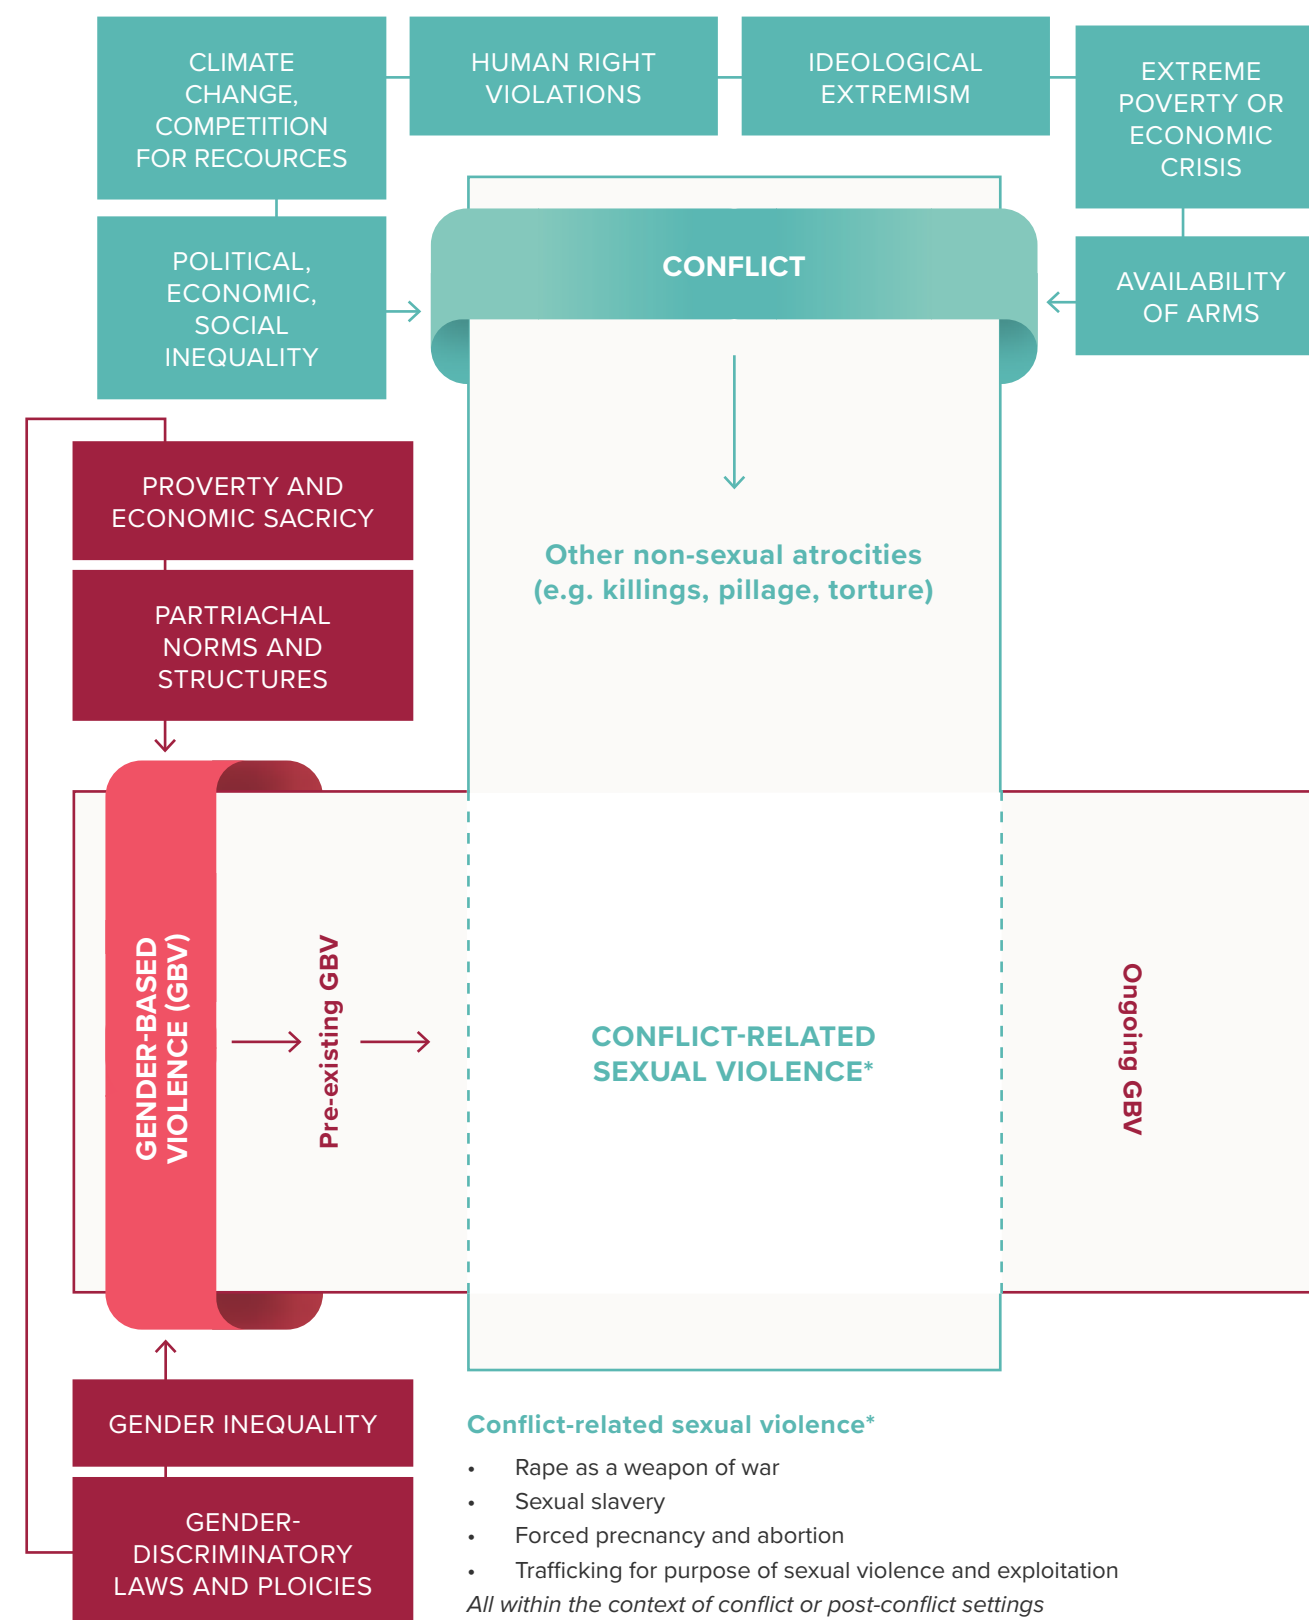 CLIMATE
CHANGE,
COMPETITION
FOR RECOURCES
HUMAN RIGHT
VIOLATIONS
IDEOLOGICAL
EXTREMISM
EXTREME
POVERTY OR
ECONOMIC
CRISIS
POLITICAL,
ECONOMIC,
SOCIAL
INEQUALITY
CONFLICT
AVAILABILITY
OF ARMS
PROVERTY AND
ECONOMIC SACRICY
PARTRIACHAL
NORMS AND
STRUCTURES
Other non-sexual atrocities
(e.g. killings, pillage, torture)
GENDER-BASED
VIOLENCE (GBV)
Pre-existing GBV
CONFLICT-RELATED
SEXUAL VIOLENCE*
Ongoing GBV
GENDER INEQUALITY
GENDER-
DISCRIMINATORY
LAWS AND PLOICIES
Conflict-related sexual violence*
• Rape as a weapon of war
• Sexual slavery
• Forced precnancy and abortion
• Trafficking for purpose of sexual violence and exploitation
All within the context of conflict or post-conflict settings